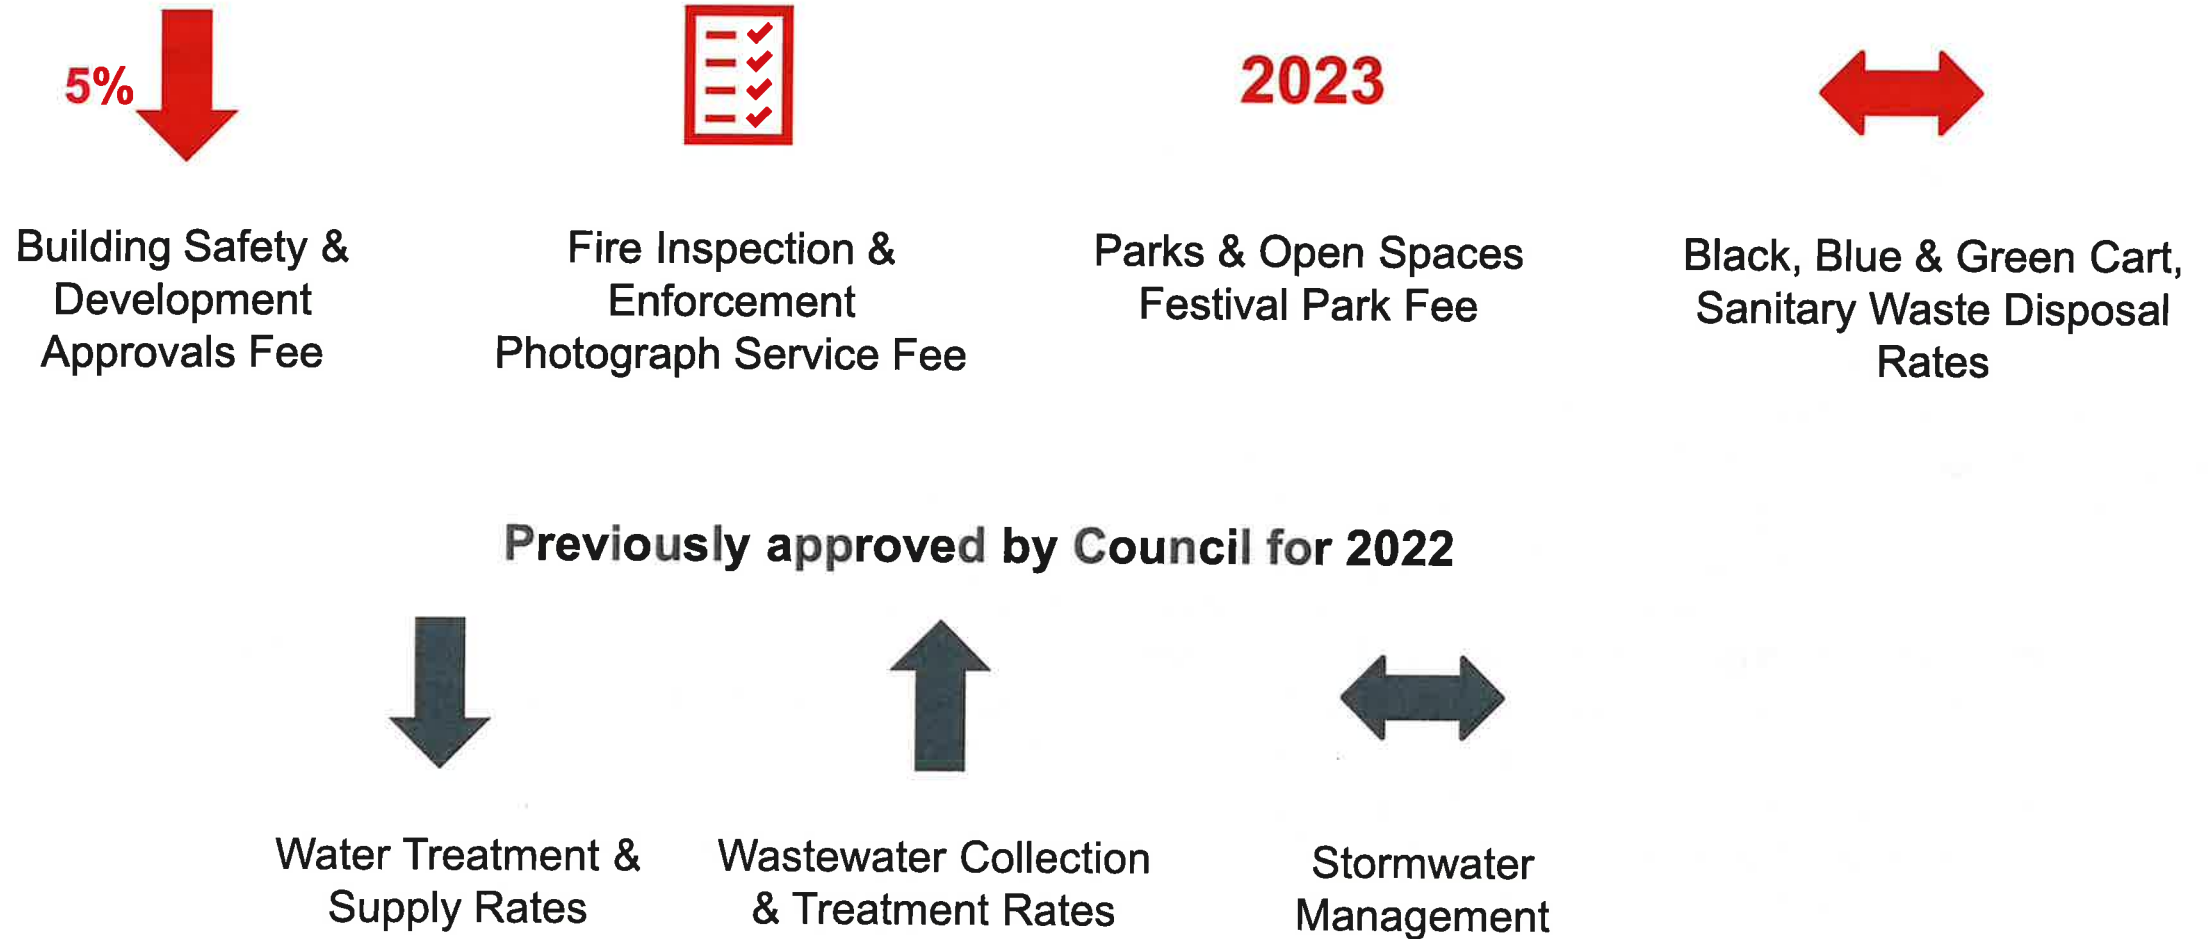 5%
2023
Building Safety &
Development
Approvals Fee
Fire Inspection &
Enforcement
Photograph Service Fee
Parks & Open Spaces
Festival Park Fee
Black, Blue & Green Cart,
Sanitary Waste Disposal
Rates
Previously approved by Council for 2022
Water Treatment &
Supply Rates
Wastewater Collection
& Treatment Rates
Stormwater
Management